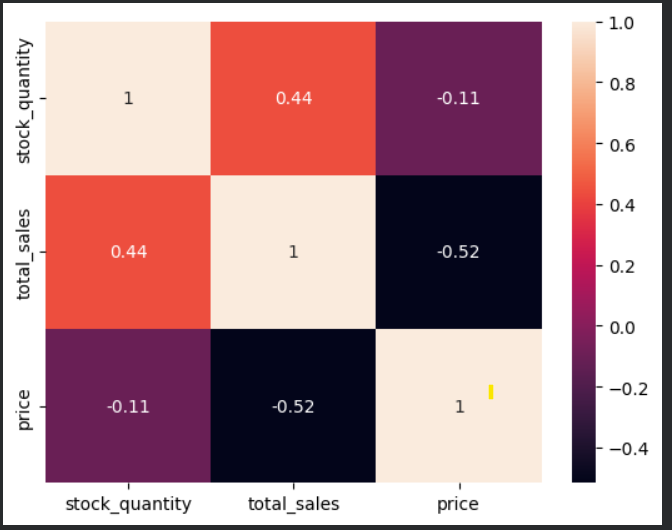 stock_quantity
total_sales
price
1 0.44 -0.11
0.44 1 -0.52
-0.11 -0.52 1
stock_quantity total_sales price
1.0
0.8
0.6
0.4
0.2
0.0
−0.2
−0.4